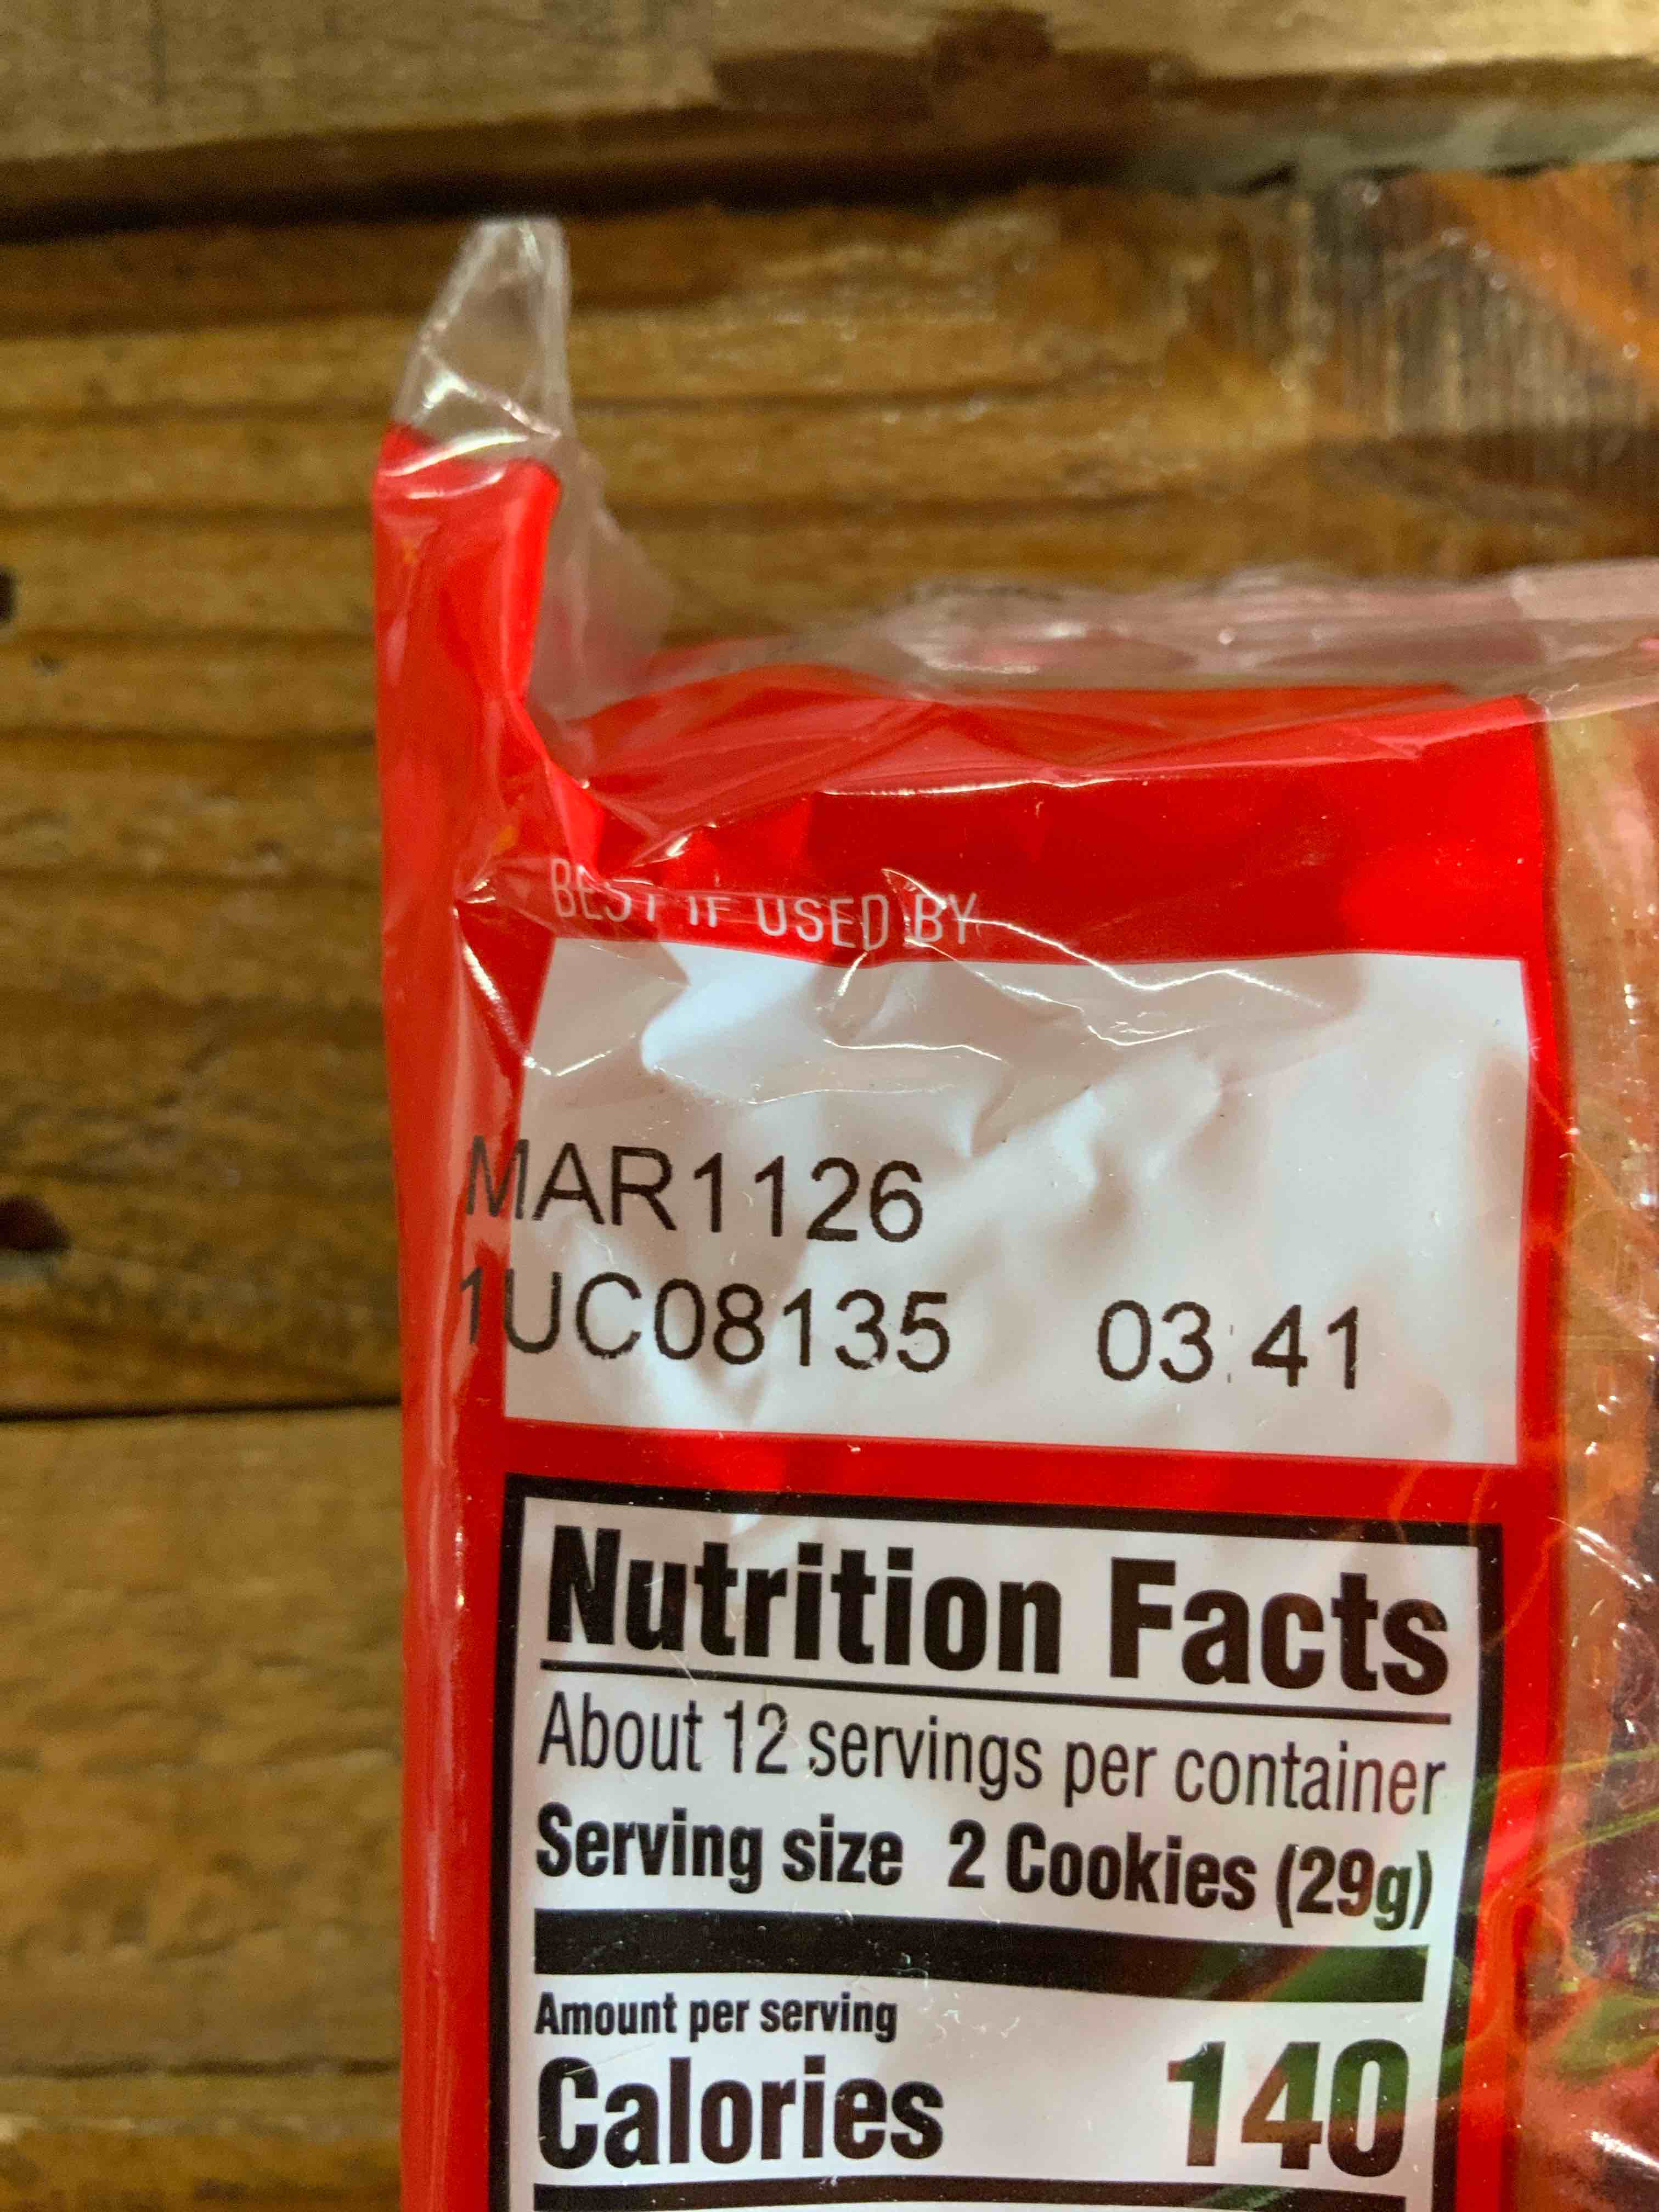 BEST IF USED BY
MAR1126
1UC08135 03:41
Nutrition Facts
About 12 servings per container
Serving size 2 Cookies (29g)
Amount per serving
Calories 140